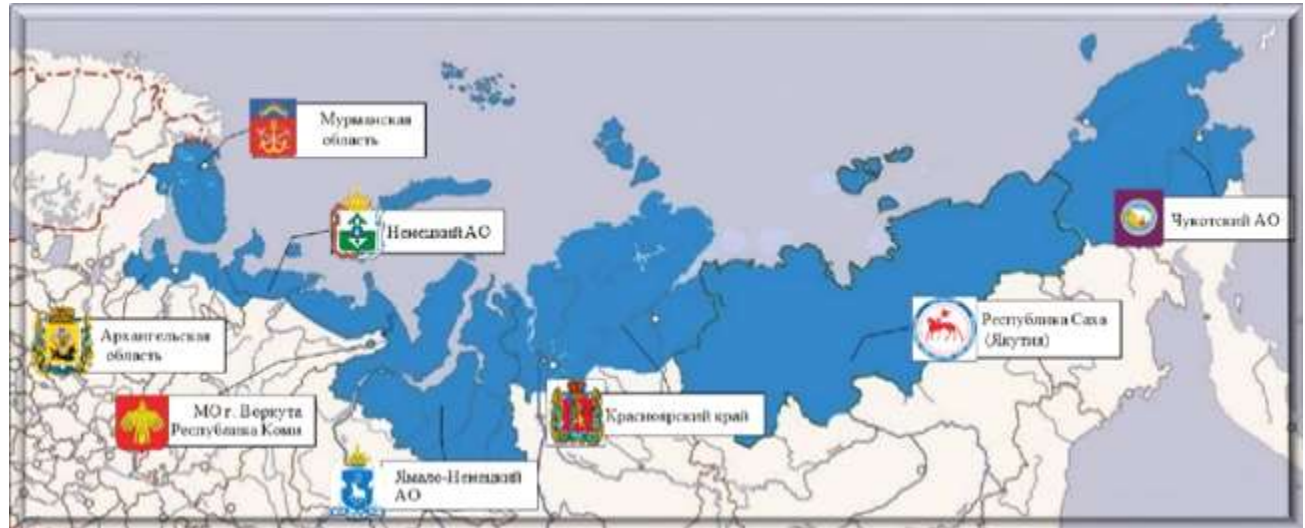 Мурманская
область
Ненецкий АО
Чукотский АО
Архангельская
область
Республика Саха
(Якутия)
МО г. Воркута
Республика Коми
Красноярский край
Ямало-Ненецкий
АО